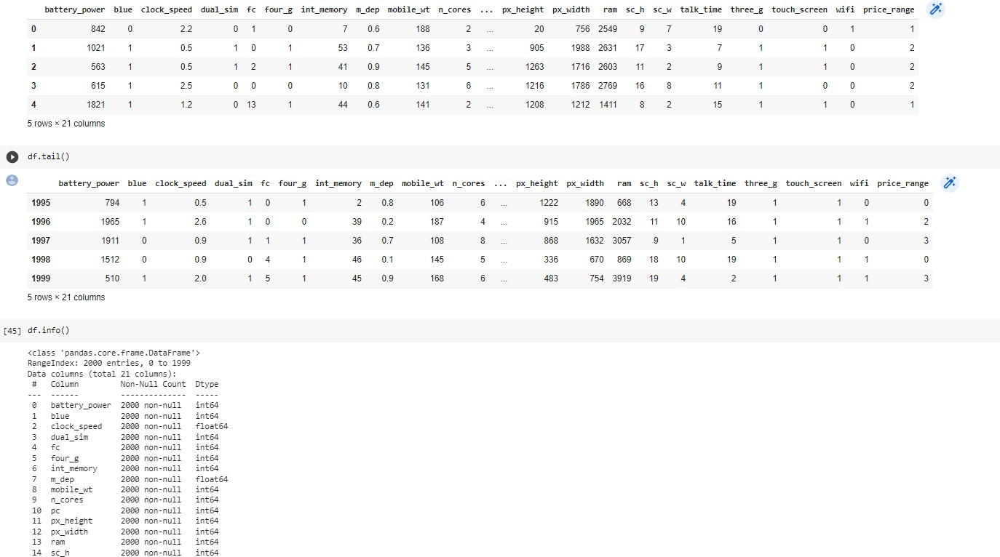 battery_power blue clock_speed dual_sim fc four_g int_memory m_dep mobile_wt n_cores ... px_height px_width ram sc_h sc_w talk_time three_g touch_screen wifi price_range
0 842 0 2.2 0 1 0 7 0.6 188 2 ... 20 756 2549 9 7 19 0 0 1 1
1 1021 1 0.5 1 0 1 53 0.7 136 3 ... 905 1988 2631 17 3 7 1 1 0 2
2 563 1 0.5 1 2 1 41 0.9 145 5 ... 1263 1716 2603 11 2 9 1 1 0 2
3 615 1 2.5 0 0 0 10 0.8 131 6 ... 1216 1786 2769 16 8 11 1 0 0 2
4 1821 1 1.2 0 13 1 44 0.6 141 2 ... 1208 1212 1411 8 2 15 1 1 0 1
5 rows × 21 columns
df.tail()
battery_power blue clock_speed dual_sim fc four_g int_memory m_dep mobile_wt n_cores ... px_height px_width ram sc_h sc_w talk_time three_g touch_screen wifi price_range
1995 794 1 0.5 1 0 1 2 0.8 106 6 ... 1222 1890 668 13 4 19 1 1 0 0
1996 1965 1 2.6 1 0 0 39 0.2 187 4 ... 915 1965 2032 11 10 16 1 1 1 2
1997 1911 0 0.9 1 1 1 36 0.7 108 8 ... 868 1632 3057 9 1 5 1 1 0 3
1998 1512 0 0.9 0 4 1 46 0.1 145 5 ... 336 670 869 18 10 19 1 1 1 0
1999 510 1 2.0 1 5 1 45 0.9 168 6 ... 483 754 3919 19 4 2 1 1 1 3
5 rows × 21 columns
[45] df.info()
<class 'pandas.core.frame.DataFrame'>
RangeIndex: 2000 entries, 0 to 1999
Data columns (total 21 columns):
# Column Non-Null Count Dtype
--- ------ -------------- -----
0 battery_power 2000 non-null int64
1 blue 2000 non-null int64
2 clock_speed 2000 non-null float64
3 dual_sim 2000 non-null int64
4 fc 2000 non-null int64
5 four_g 2000 non-null int64
6 int_memory 2000 non-null int64
7 m_dep 2000 non-null float64
8 mobile_wt 2000 non-null int64
9 n_cores 2000 non-null int64
10 pc 2000 non-null int64
11 px_height 2000 non-null int64
12 px_width 2000 non-null int64
13 ram 2000 non-null int64
14 sc_h 2000 non-null int64